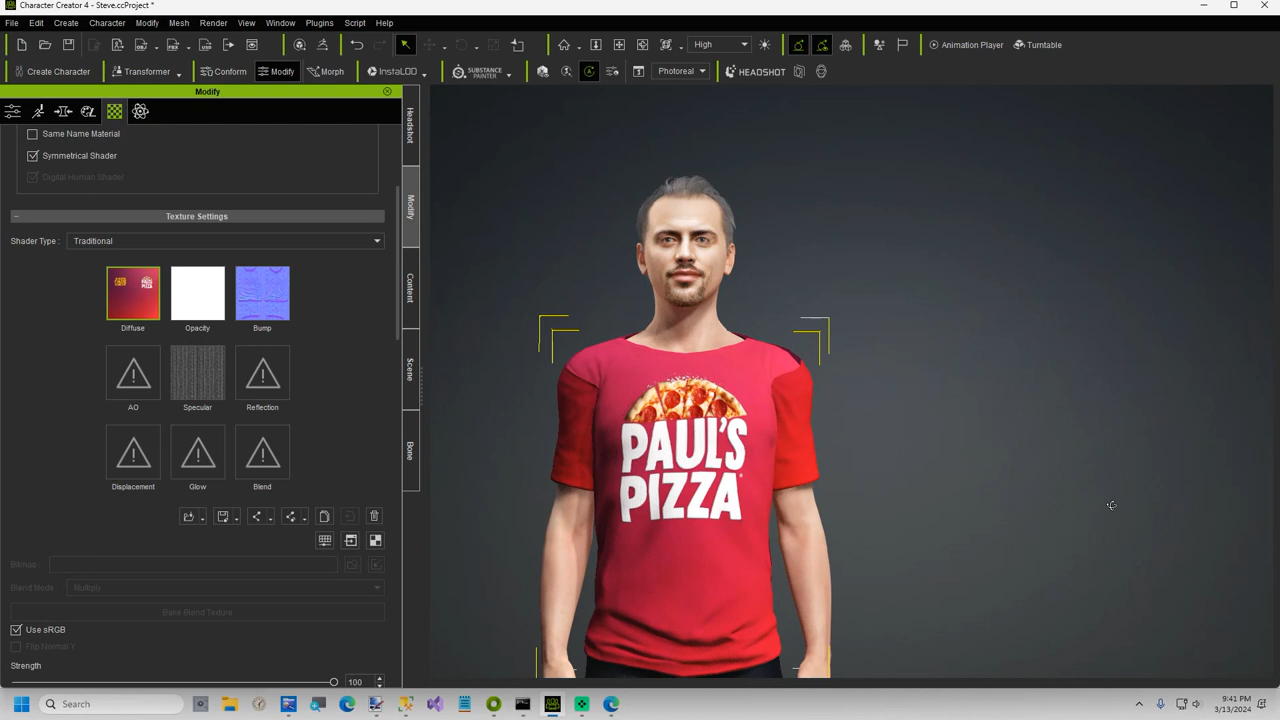 Character Creator 4 - Steve.ccProject *
File Edit Create Character Modify Mesh Render View Window Plugins Script Help
High Animation Player Turntable
Create Character Transformer Conform Modify Morph InstaLOD SUBSTANCE PAINTER Photoreal HEADSHOT
Modify
Headshot
Modify
Content
Scene
Bone
Same Name Material
Symmetrical Shader
Digital Human Shader
Texture Settings
Shader Type : Traditional
Diffuse Opacity Bump
AO Specular Reflection
Displacement Glow Blend
Bitmap:
Blend Mode Multiply
Bake Blend Texture
Use sRGB
Flip Normal Y
Strength
100
PAUL'S
PIZZA
Search
9:41 PM
3/13/2024